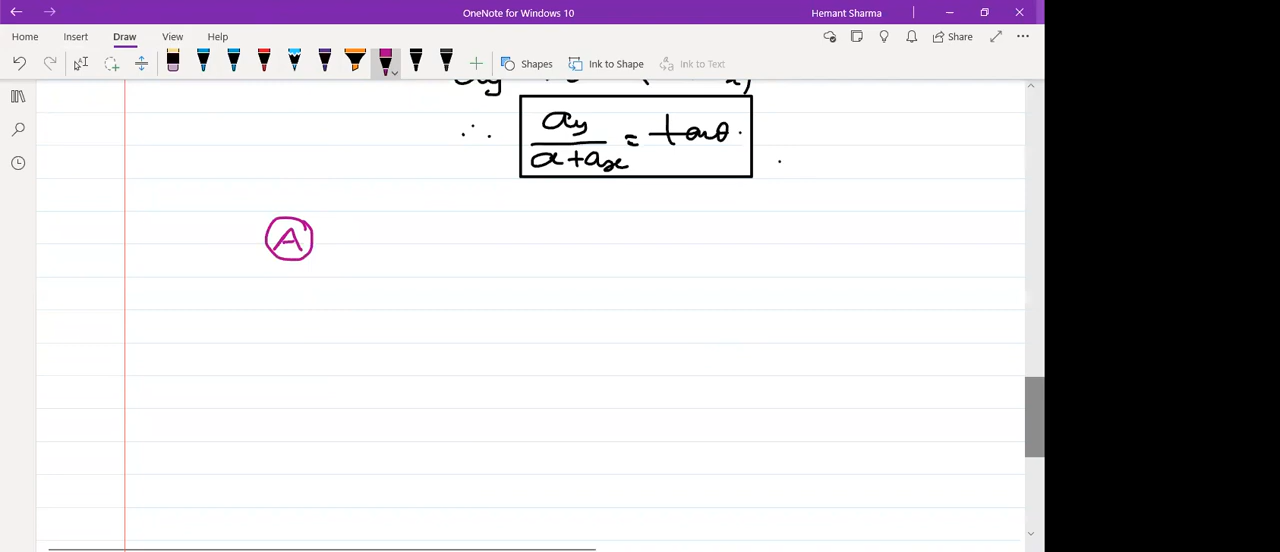 OneNote for Windows 10
Hemant Sharma
Home Insert Draw View Help
Share
Shapes Ink to Shape Ink to Text
∴ ay / a + ax = tanθ.
A